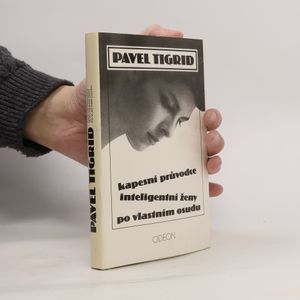 PAVEL TIGRID
kapesní průvodce
inteligentní ženy
po vlastním osudu
ODEON
PAVEL TIGRID